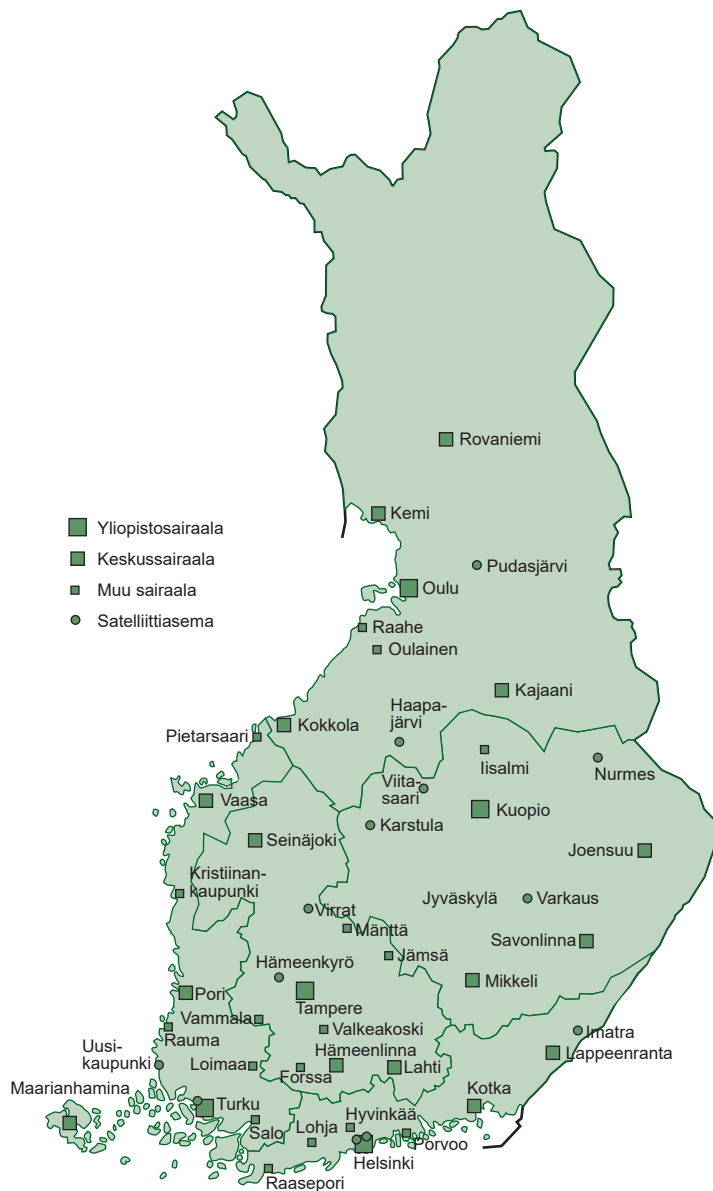 Rovaniemi
Kemi
Yliopistosairaala
Keskussairaala
Muu sairaala
Satelliittiasema
Pudasjärvi
Oulu
Raahe
Oulainen
Kajaani
Haapa-
järvi
Kokkola
Pietarsaari
Iisalmi
Nurmes
Viita-
saari
Vaasa
Kuopio
Karstula
Seinäjoki
Joensuu
Kristiinan-
kaupunki
Jyväskylä
Varkaus
Virrat
Mänttä
Savonlinna
Jämsä
Hämeenkyrö
Mikkeli
Pori
Tampere
Vammala
Valkeakoski
Rauma
Imatra
Uusi-
kaupunki
Hämeenlinna
Lappeenranta
Loimaa
Forssa
Lahti
Maarianhamina
Kotka
Turku
Hyvinkää
Salo
Lohja
Porvoo
Helsinki
Raasepori